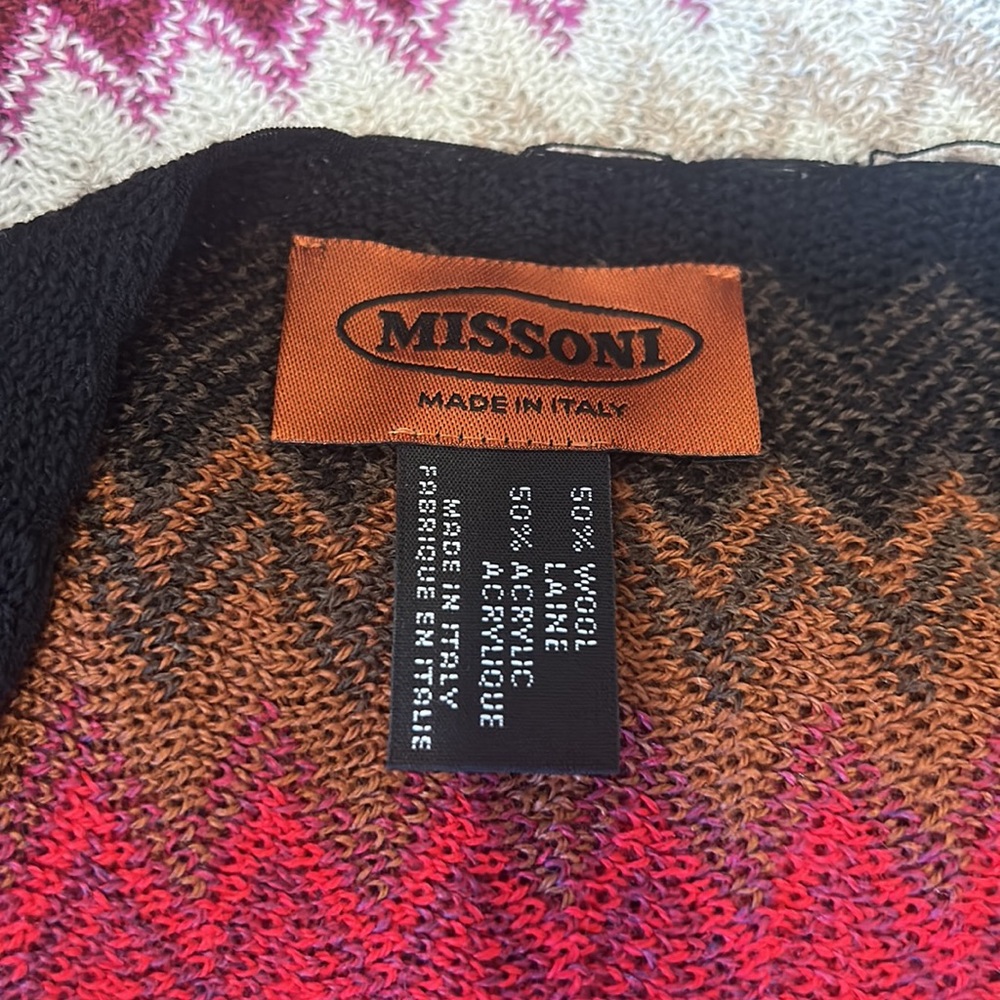 MISSONI
MADE IN ITALY
50% WOOL
LAINE
50% ACRYLIC
ACRYLIQUE
MADE IN ITALY
FABRIQUE EN ITALIE